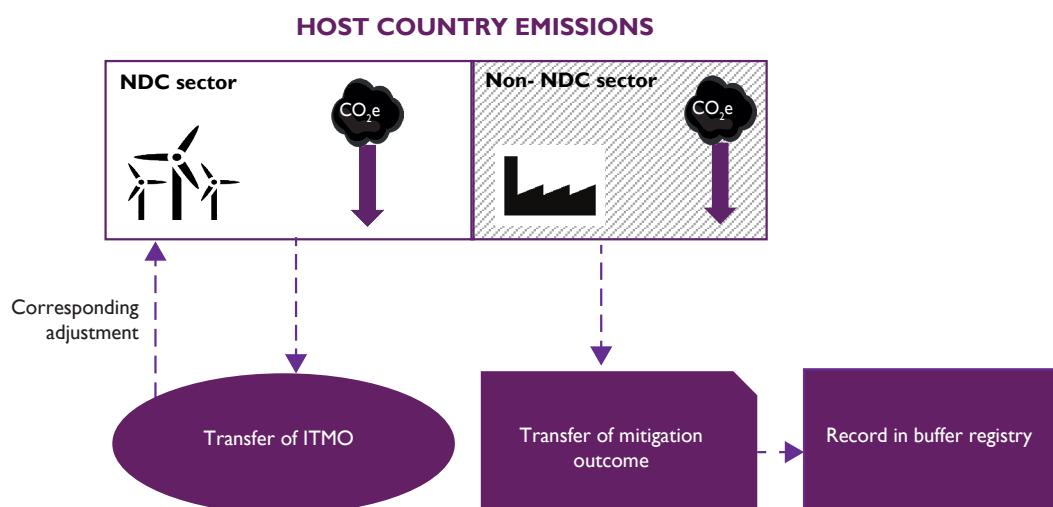 HOST COUNTRY EMISSIONS
NDC sector
CO₂e
Non- NDC sector
CO₂e
Corresponding
adjustment
Transfer of ITMO
Transfer of mitigation
outcome
Record in buffer registry